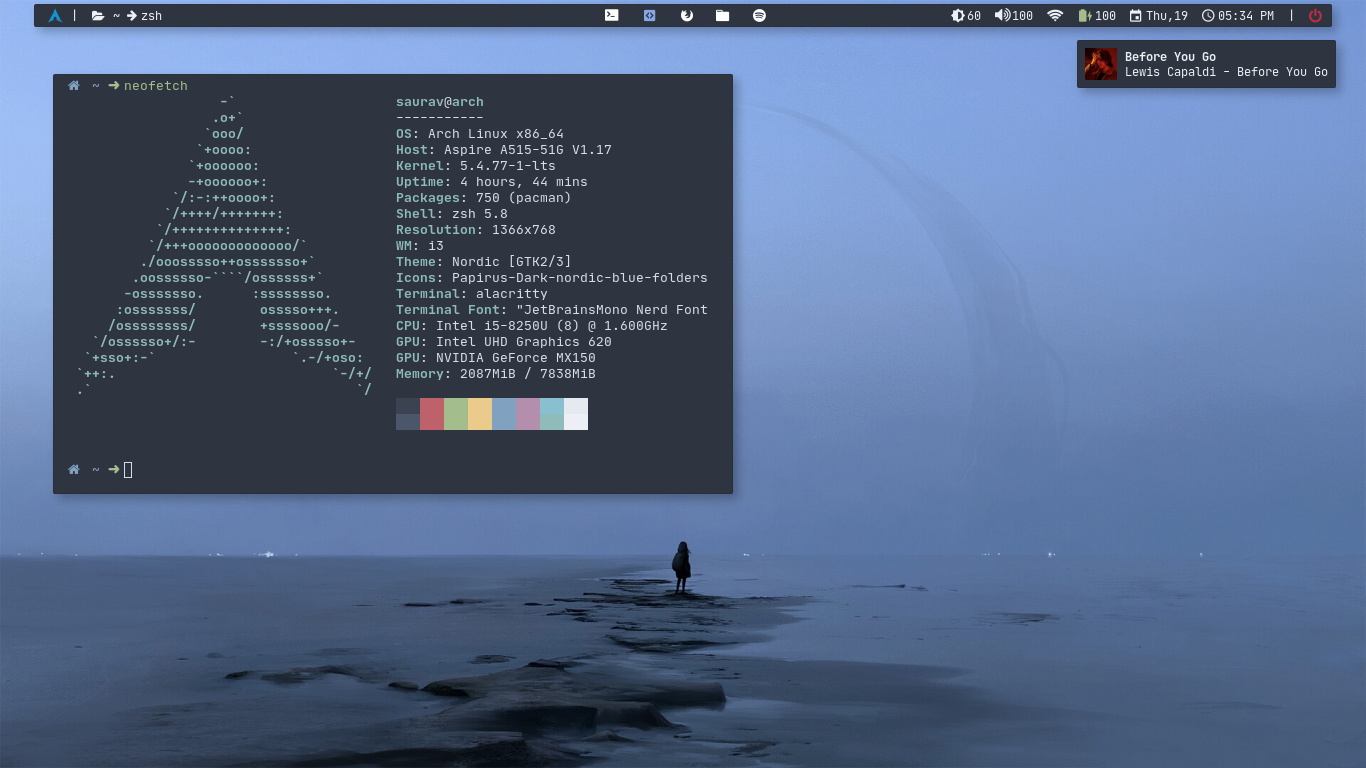 | ~ zsh 60 100 100 Thu,19 05:34 PM |
Before You Go
Lewis Capaldi - Before You Go
~ neofetch
-`
.o+`
`ooo/
`+oooo:
`+oooooo:
-+oooooo+:
`/:-:++oooo+:
`/++++/+++++++:
`/++++++++++++++:
`/+++ooooooooooooo/`
./ooosssso++osssssso+`
.oossssso-````/ossssss+`
-osssssso. :ssssssso.
:osssssss/ osssso+++.
/ossssssss/ +ssssooo/-
`/ossssso+/:- -:/+osssso+-
`+sso+:-` `.-/+oso:
`++:. `-/+/
.` `/
saurav@arch
-----------
OS: Arch Linux x86_64
Host: Aspire A515-51G V1.17
Kernel: 5.4.77-1-lts
Uptime: 4 hours, 44 mins
Packages: 750 (pacman)
Shell: zsh 5.8
Resolution: 1366x768
WM: i3
Theme: Nordic [GTK2/3]
Icons: Papirus-Dark-nordic-blue-folders
Terminal: alacritty
Terminal Font: "JetBrainsMono Nerd Font
CPU: Intel i5-8250U (8) @ 1.600GHz
GPU: Intel UHD Graphics 620
GPU: NVIDIA GeForce MX150
Memory: 2087MiB / 7838MiB
~